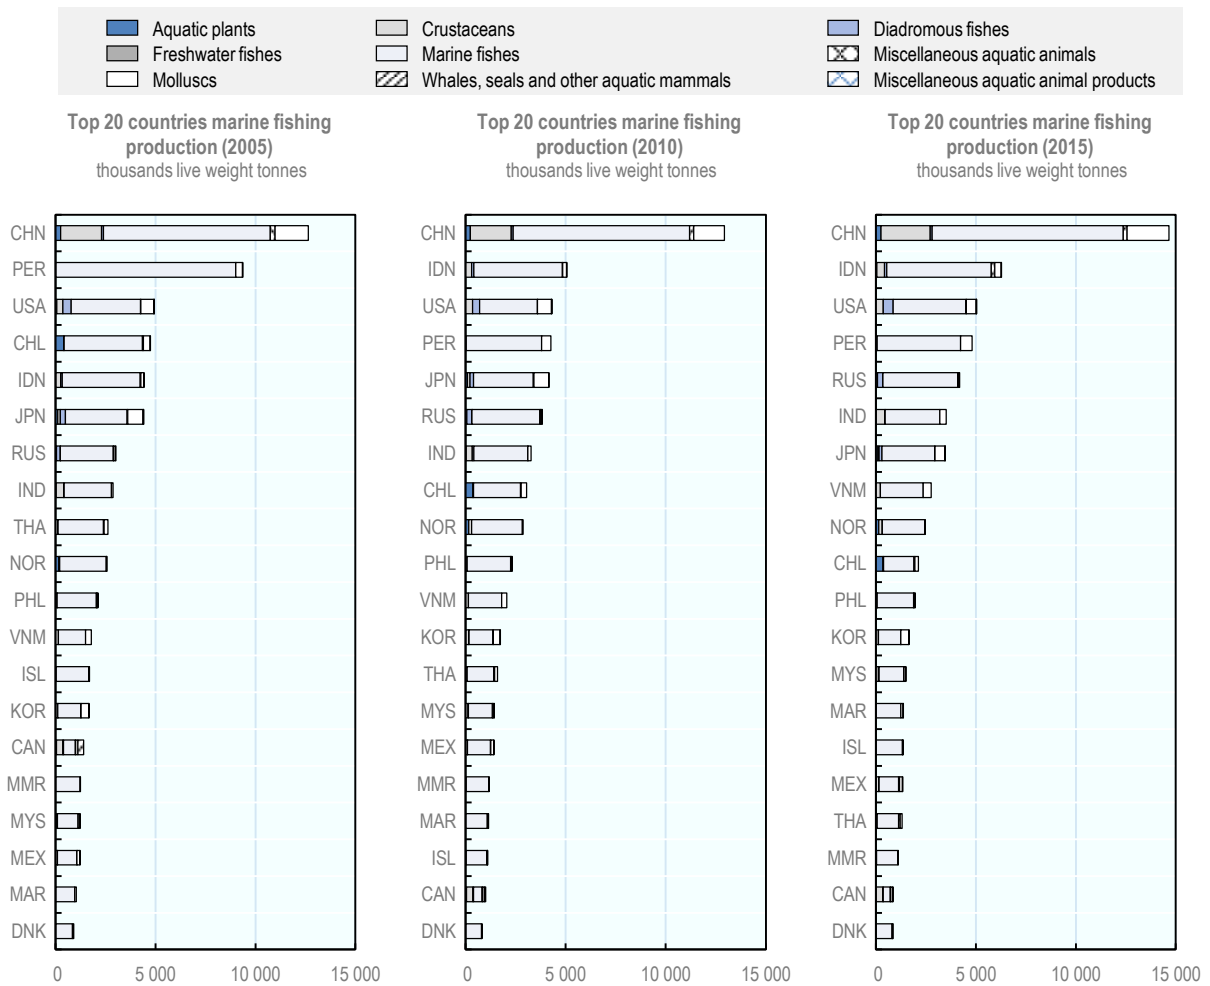 Aquatic plants
Crustaceans
Diadromous fishes
Freshwater fishes
Marine fishes
Miscellaneous aquatic animals
Molluscs
Whales, seals and other aquatic mammals
Miscellaneous aquatic animal products
Top 20 countries marine fishing
production (2005)
thousands live weight tonnes
CHN
PER
USA
CHL
IDN
JPN
RUS
IND
THA
NOR
PHL
VNM
ISL
KOR
CAN
MMR
MYS
MEX
MAR
DNK
0
5 000
10 000
15 000
Top 20 countries marine fishing
production (2010)
thousands live weight tonnes
CHN
IDN
USA
PER
JPN
RUS
IND
CHL
NOR
PHL
VNM
KOR
THA
MYS
MEX
MMR
MAR
ISL
CAN
DNK
0
5 000
10 000
15 000
Top 20 countries marine fishing
production (2015)
thousands live weight tonnes
CHN
IDN
USA
PER
RUS
IND
JPN
VNM
NOR
CHL
PHL
KOR
MYS
MAR
ISL
MEX
THA
MMR
CAN
DNK
0
5 000
10 000
15 000